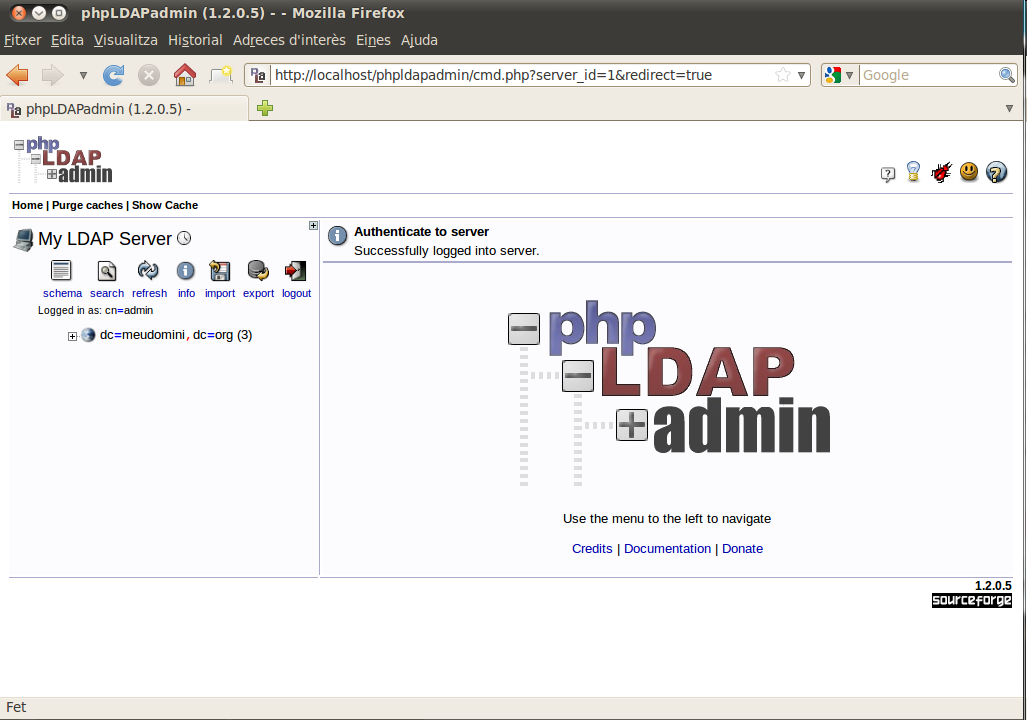 phpLDAPadmin (1.2.0.5) - - Mozilla Firefox
Fitxer Edita Visualitza Historial Adreces d'interès Eines Ajuda
http://localhost/phpldapadmin/cmd.php?server_id=1&redirect=true Google
phpLDAPadmin (1.2.0.5) -
php
LDAP
admin
Home | Purge caches | Show Cache
My LDAP Server
schema search refresh info import export logout
Logged in as: cn=admin
dc=meudomini, dc=org (3)
Authenticate to server
Successfully logged into server.
php
LDAP
admin
Use the menu to the left to navigate
Credits | Documentation | Donate
1.2.0.5
sourceforge
Fet